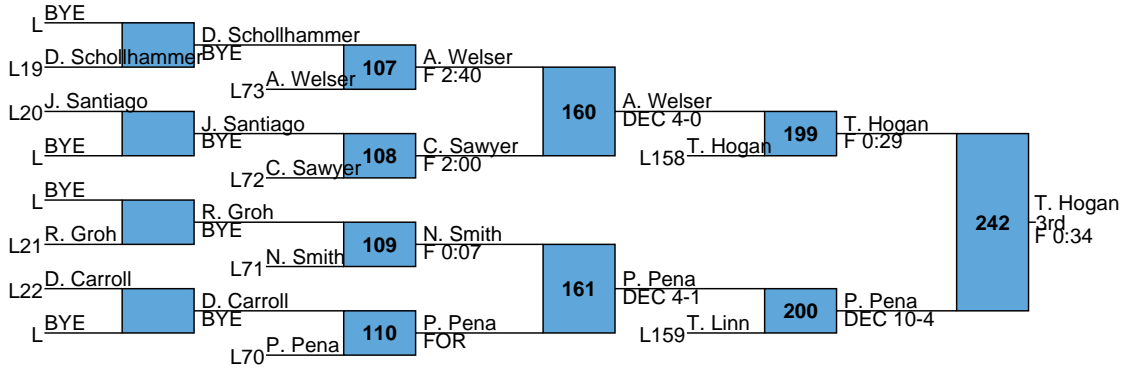 L BYE
L19 D. Schollhammer
D. Schollhammer
BYE
L73 A. Welser
107
A. Welser
F 2:40
L20 J. Santiago
L BYE
J. Santiago
BYE
L72 C. Sawyer
108
C. Sawyer
F 2:00
160
A. Welser
DEC 4-0
L158 T. Hogan
199
T. Hogan
F 0:29
L BYE
L21 R. Groh
R. Groh
BYE
L71 N. Smith
109
N. Smith
F 0:07
L22 D. Carroll
L BYE
D. Carroll
BYE
L70 P. Pena
110
P. Pena
FOR
161
P. Pena
DEC 4-1
L159 T. Linn
200
P. Pena
DEC 10-4
242
T. Hogan
3rd
F 0:34